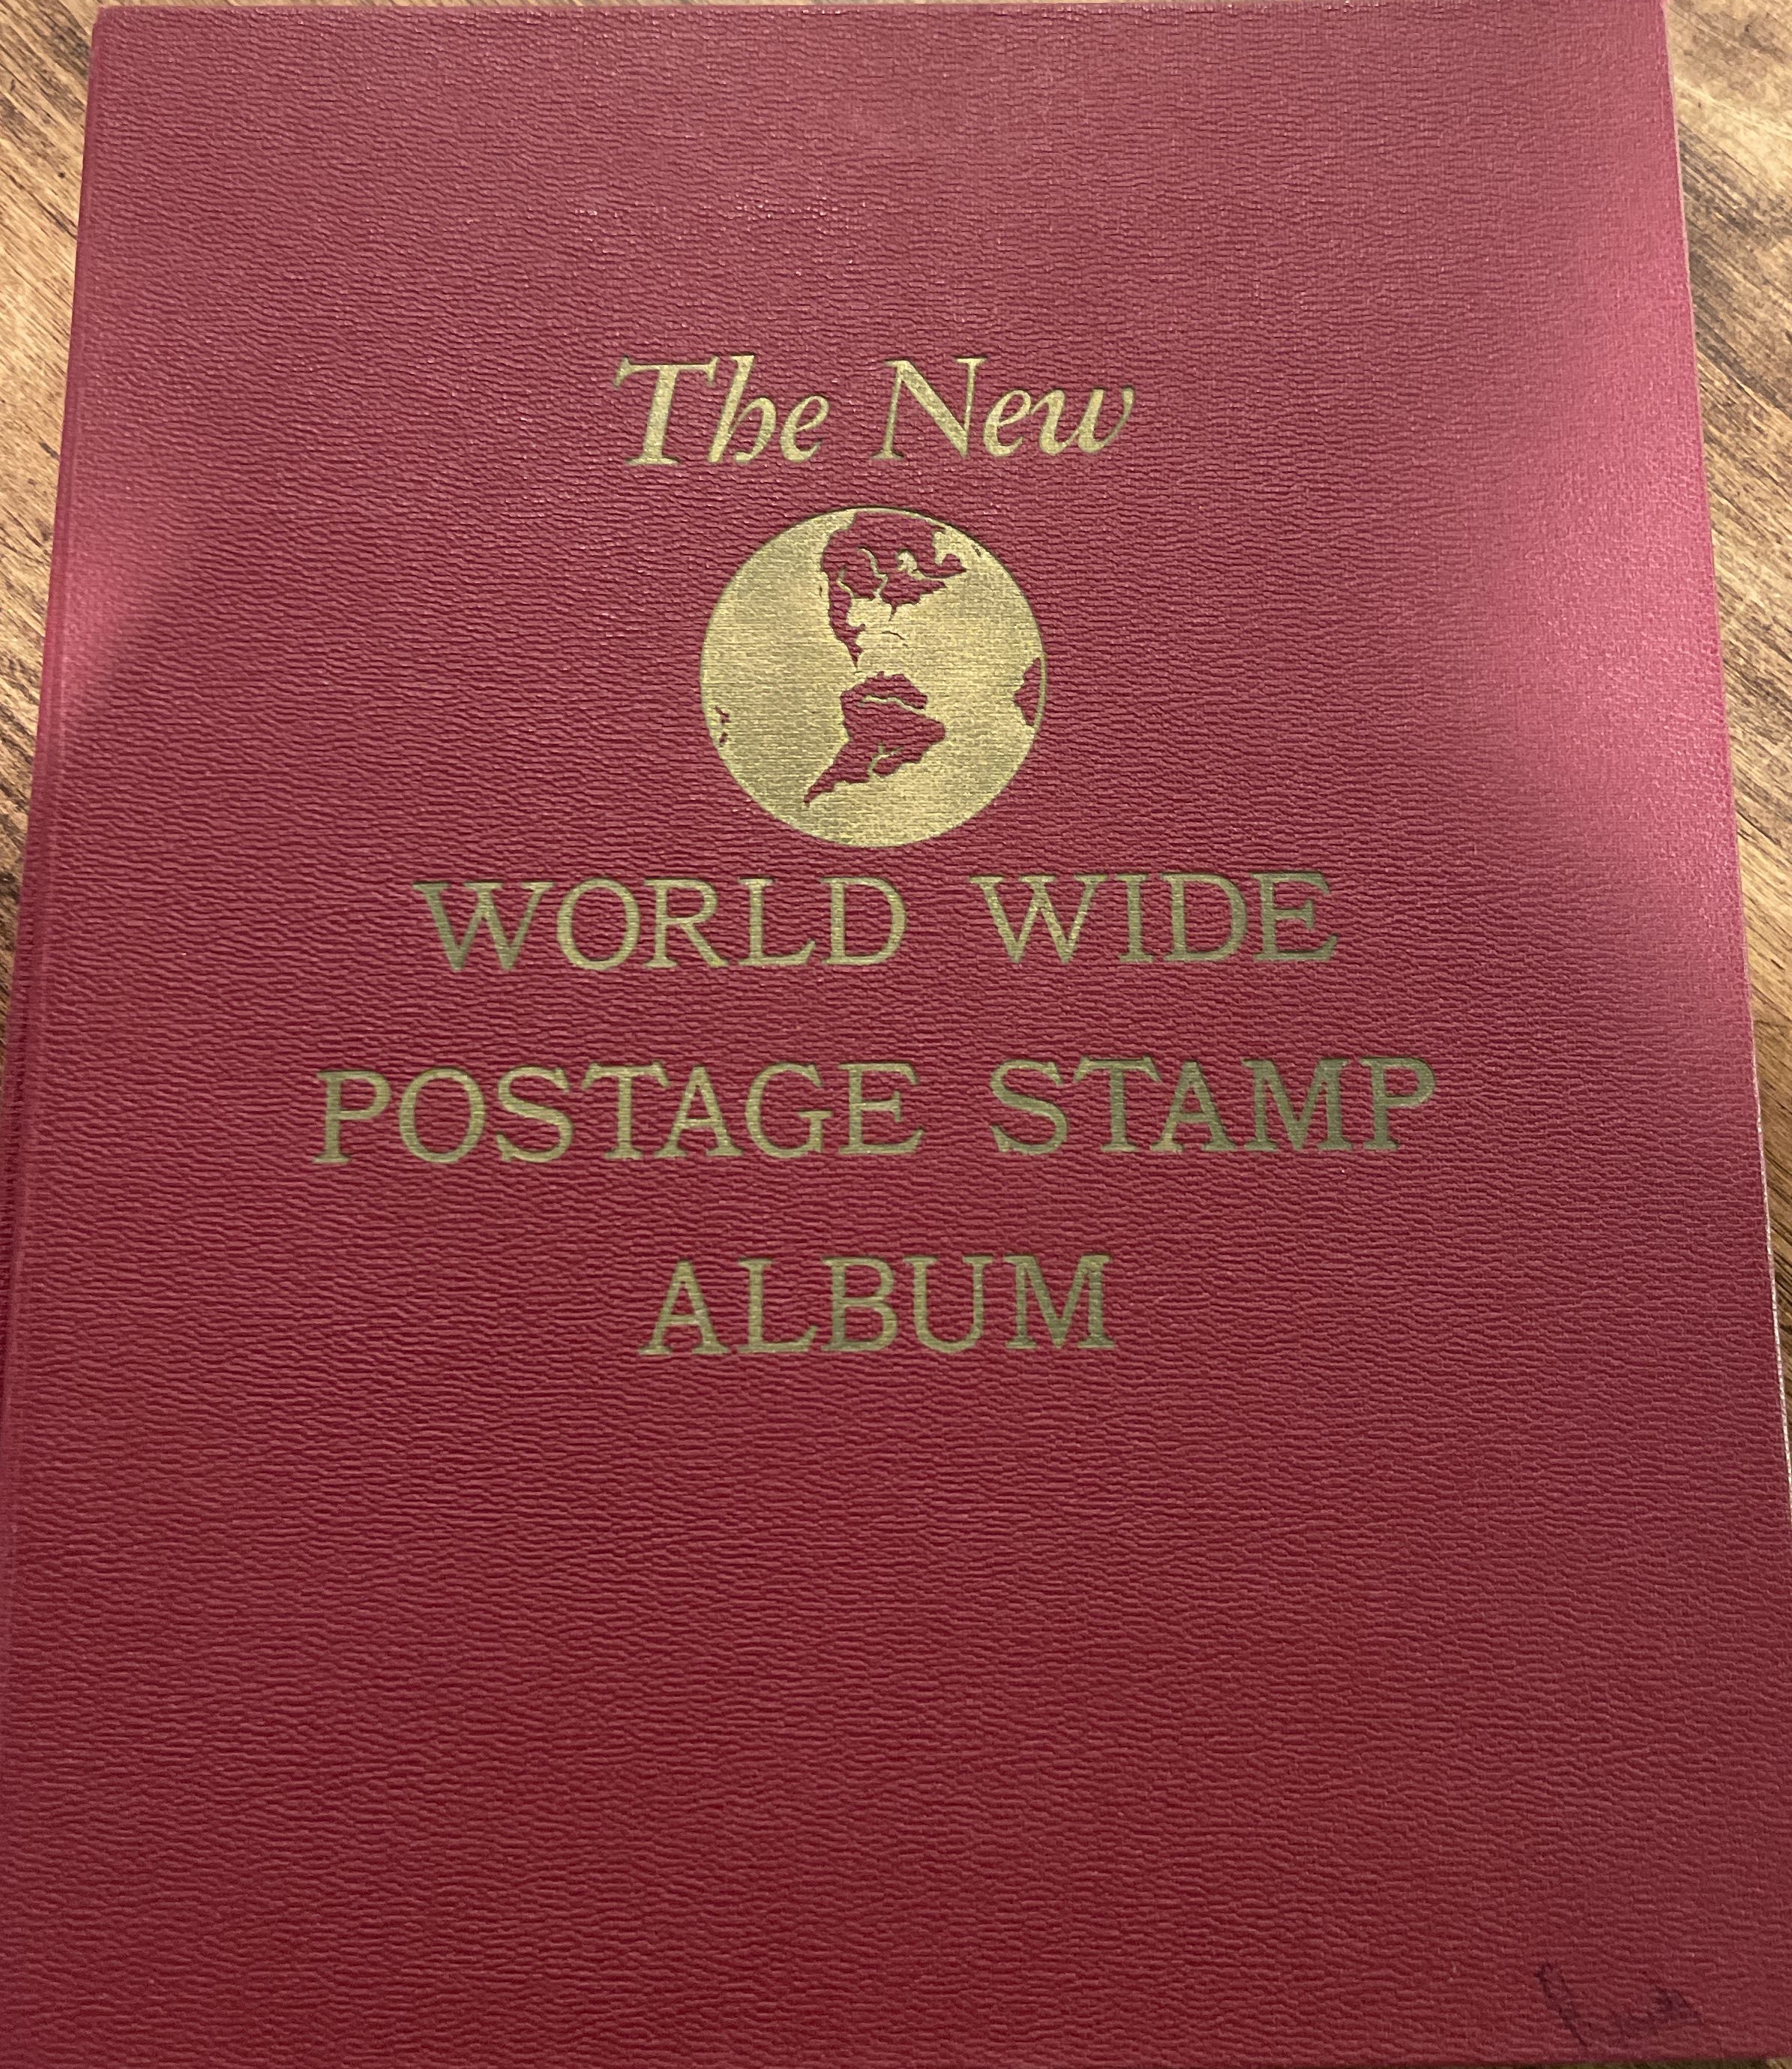 The New
WORLD WIDE
POSTAGE STAMP
ALBUM